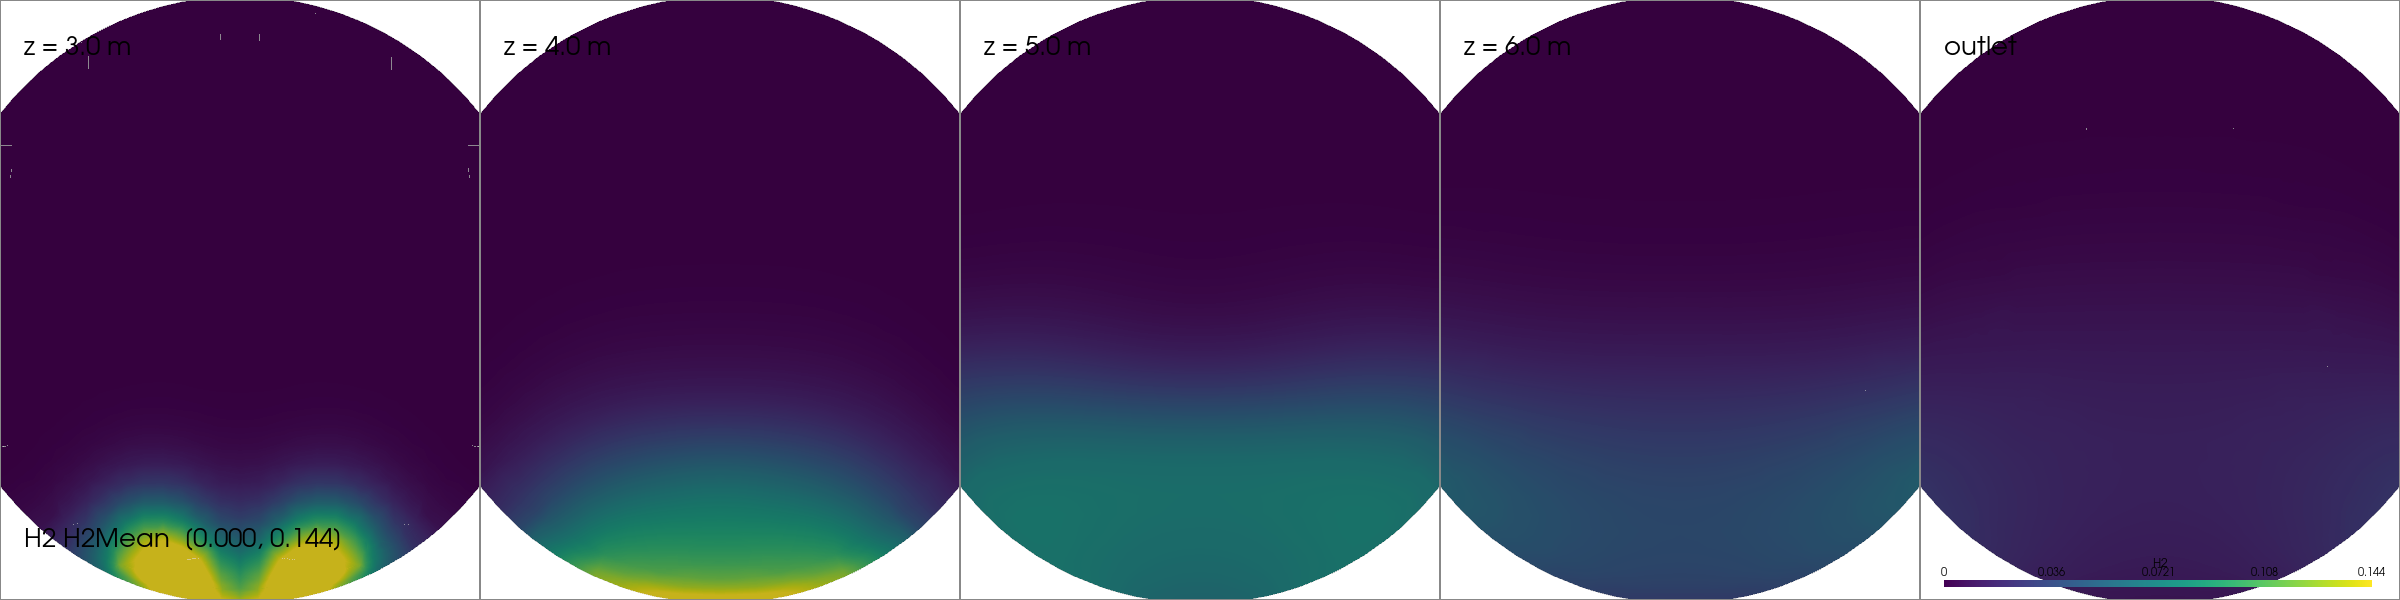 z = 3.0 m
z = 4.0 m
z = 5.0 m
z = 6.0 m
outlet
H2 H2Mean (0.000, 0.144)
H2
0 0.036 0.0721 0.108 0.144